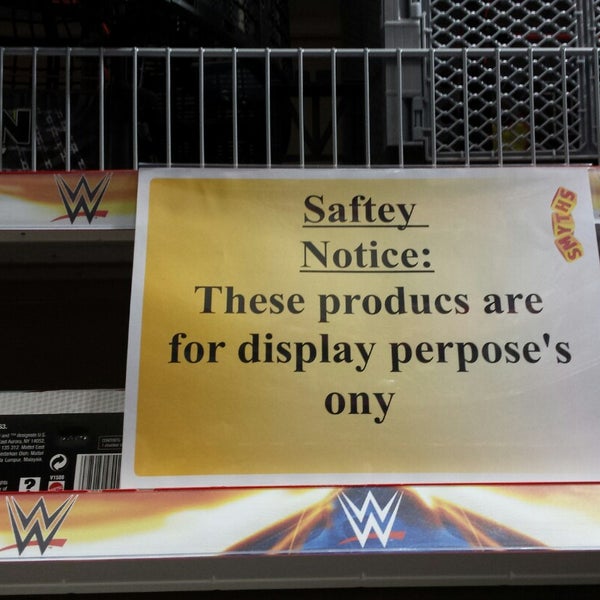 N
W
Saftey
Notice:
SMYTHS
These producs are
for display perpose's
ony
W
W